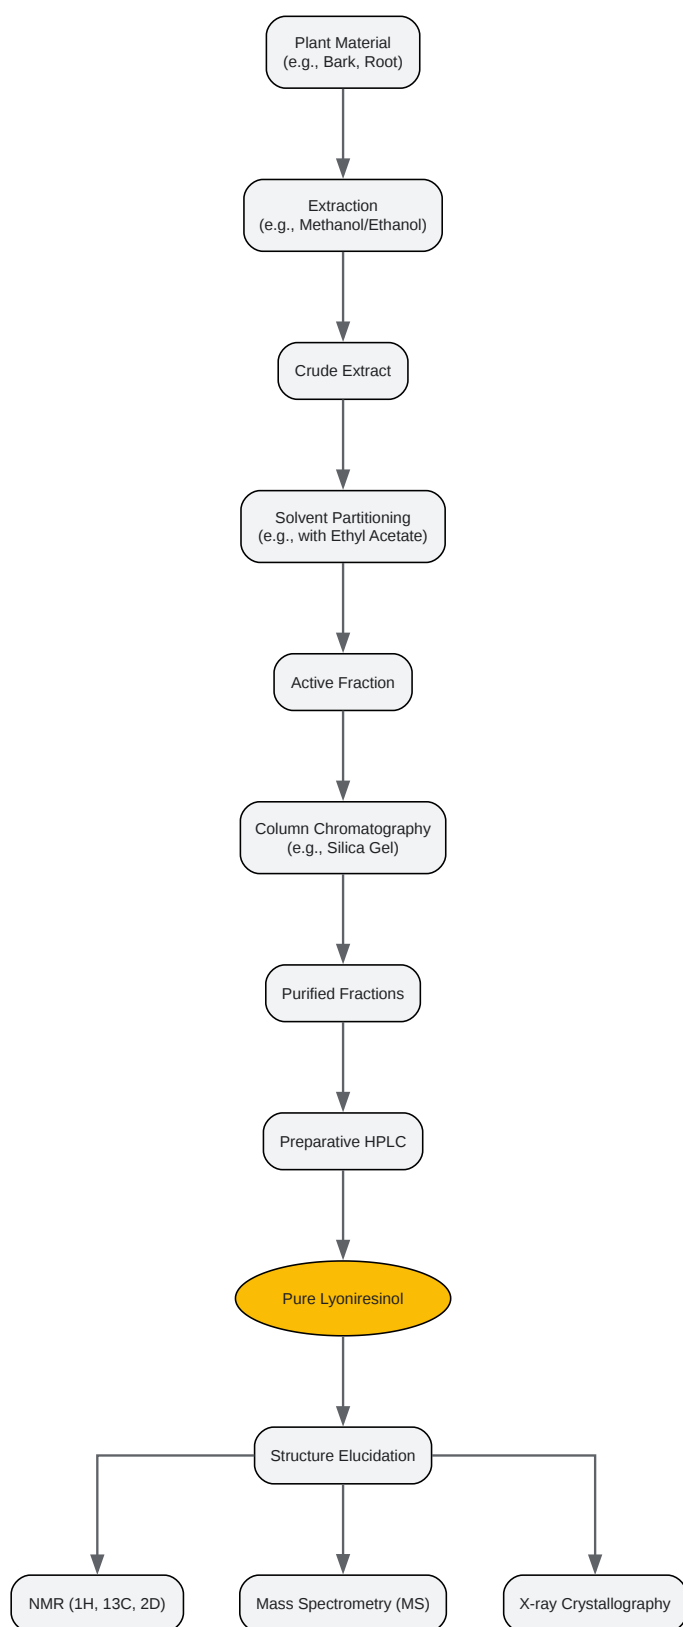 Plant Material
(e.g., Bark, Root)
Extraction
(e.g., Methanol/Ethanol)
Crude Extract
Solvent Partitioning
(e.g., with Ethyl Acetate)
Active Fraction
Column Chromatography
(e.g., Silica Gel)
Purified Fractions
Preparative HPLC
Pure Lyoniresinol
Structure Elucidation
NMR (1H, 13C, 2D)
Mass Spectrometry (MS)
X-ray Crystallography